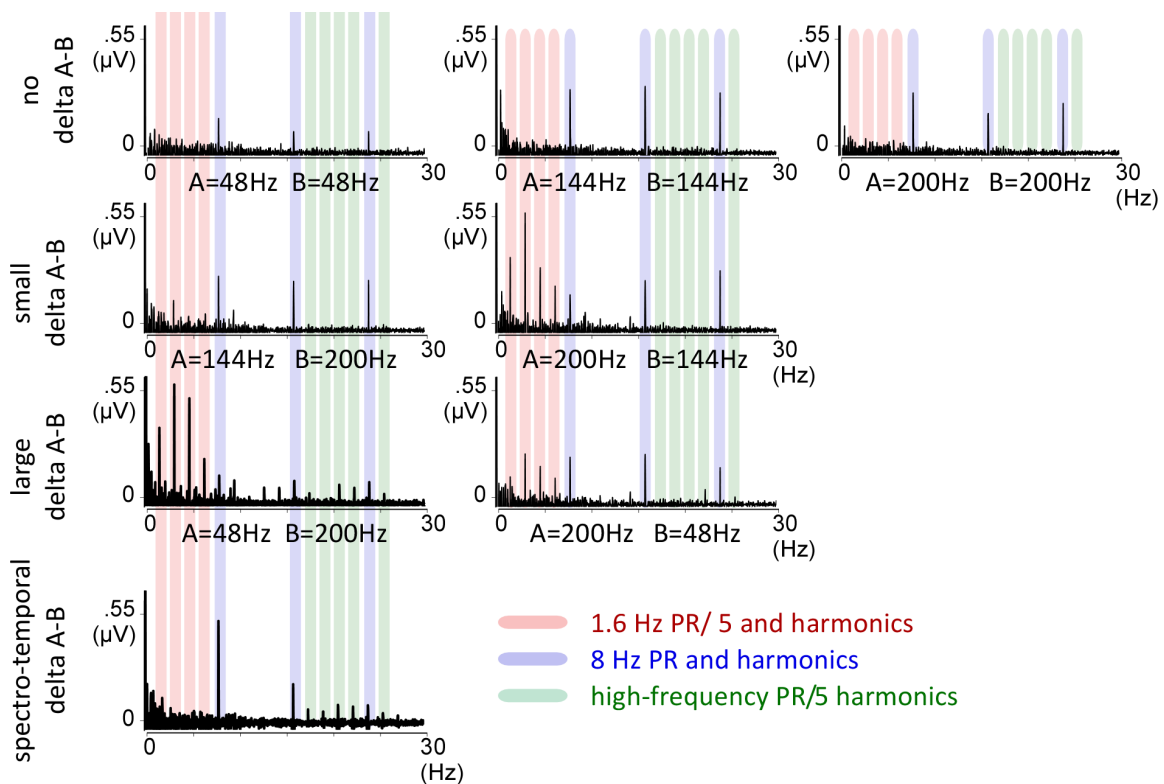 no
delta A-B
.55
(µV)
0
.55
(µV)
0
.55
(µV)
0
0
30
A=48Hz B=48Hz
0
30
A=144Hz B=144Hz
0
30
A=200Hz B=200Hz
(Hz)
small
delta A-B
.55
(µV)
0
.55
(µV)
0
0
30
A=144Hz B=200Hz
0
30
A=200Hz B=144Hz
(Hz)
large
delta A-B
.55
(µV)
0
.55
(µV)
0
0
30
A=48Hz B=200Hz
0
30
A=200Hz B=48Hz
(Hz)
spectro-temporal
delta A-B
.55
(µV)
0
0
30
(Hz)
1.6 Hz PR/ 5 and harmonics
8 Hz PR and harmonics
high-frequency PR/5 harmonics